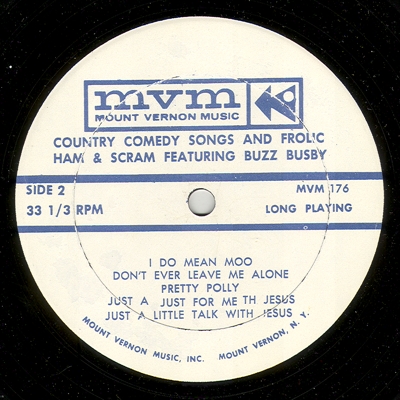 mvm
MOUNT VERNON MUSIC
COUNTRY COMEDY SONGS AND FROLIC
HAM & SCRAM FEATURING BUZZ BUSBY
SIDE 2
MVM 176
33 1/3 RPM
LONG PLAYING
I DO MEAN MOO
DON'T EVER LEAVE ME ALONE
PRETTY POLLY
JUST A JUST FOR ME TH JESUS
JUST A LITTLE TALK WITH JESUS
MOUNT VERNON MUSIC, INC. MOUNT VERNON, N. Y.